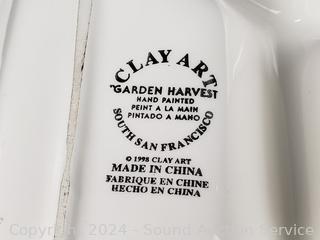 CLAY ART
"GARDEN HARVEST
HAND PAINTED
PEINT A LA MAIN
PINTADO A MANO
SOUTH SAN FRANCISCO
© 1998 CLAY ART
MADE IN CHINA
FABRIQUE EN CHINE
HECHO EN CHINA
Copyright 2024 - Sound Auction Service